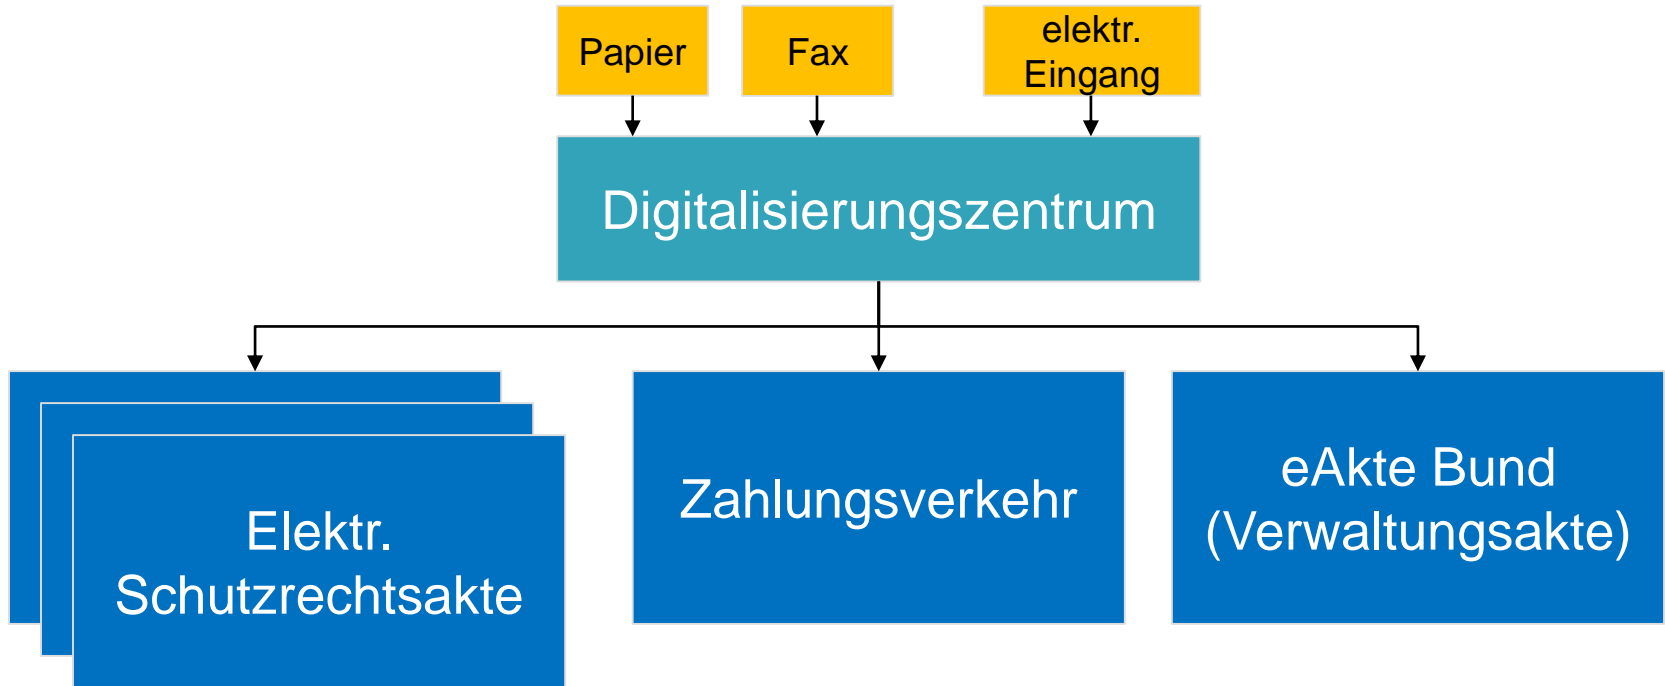 Papier
Fax
elektr.
Eingang
Digitalisierungszentrum
Elektr.
Schutzrechtsakte
Zahlungsverkehr
eAkte Bund
(Verwaltungsakte)